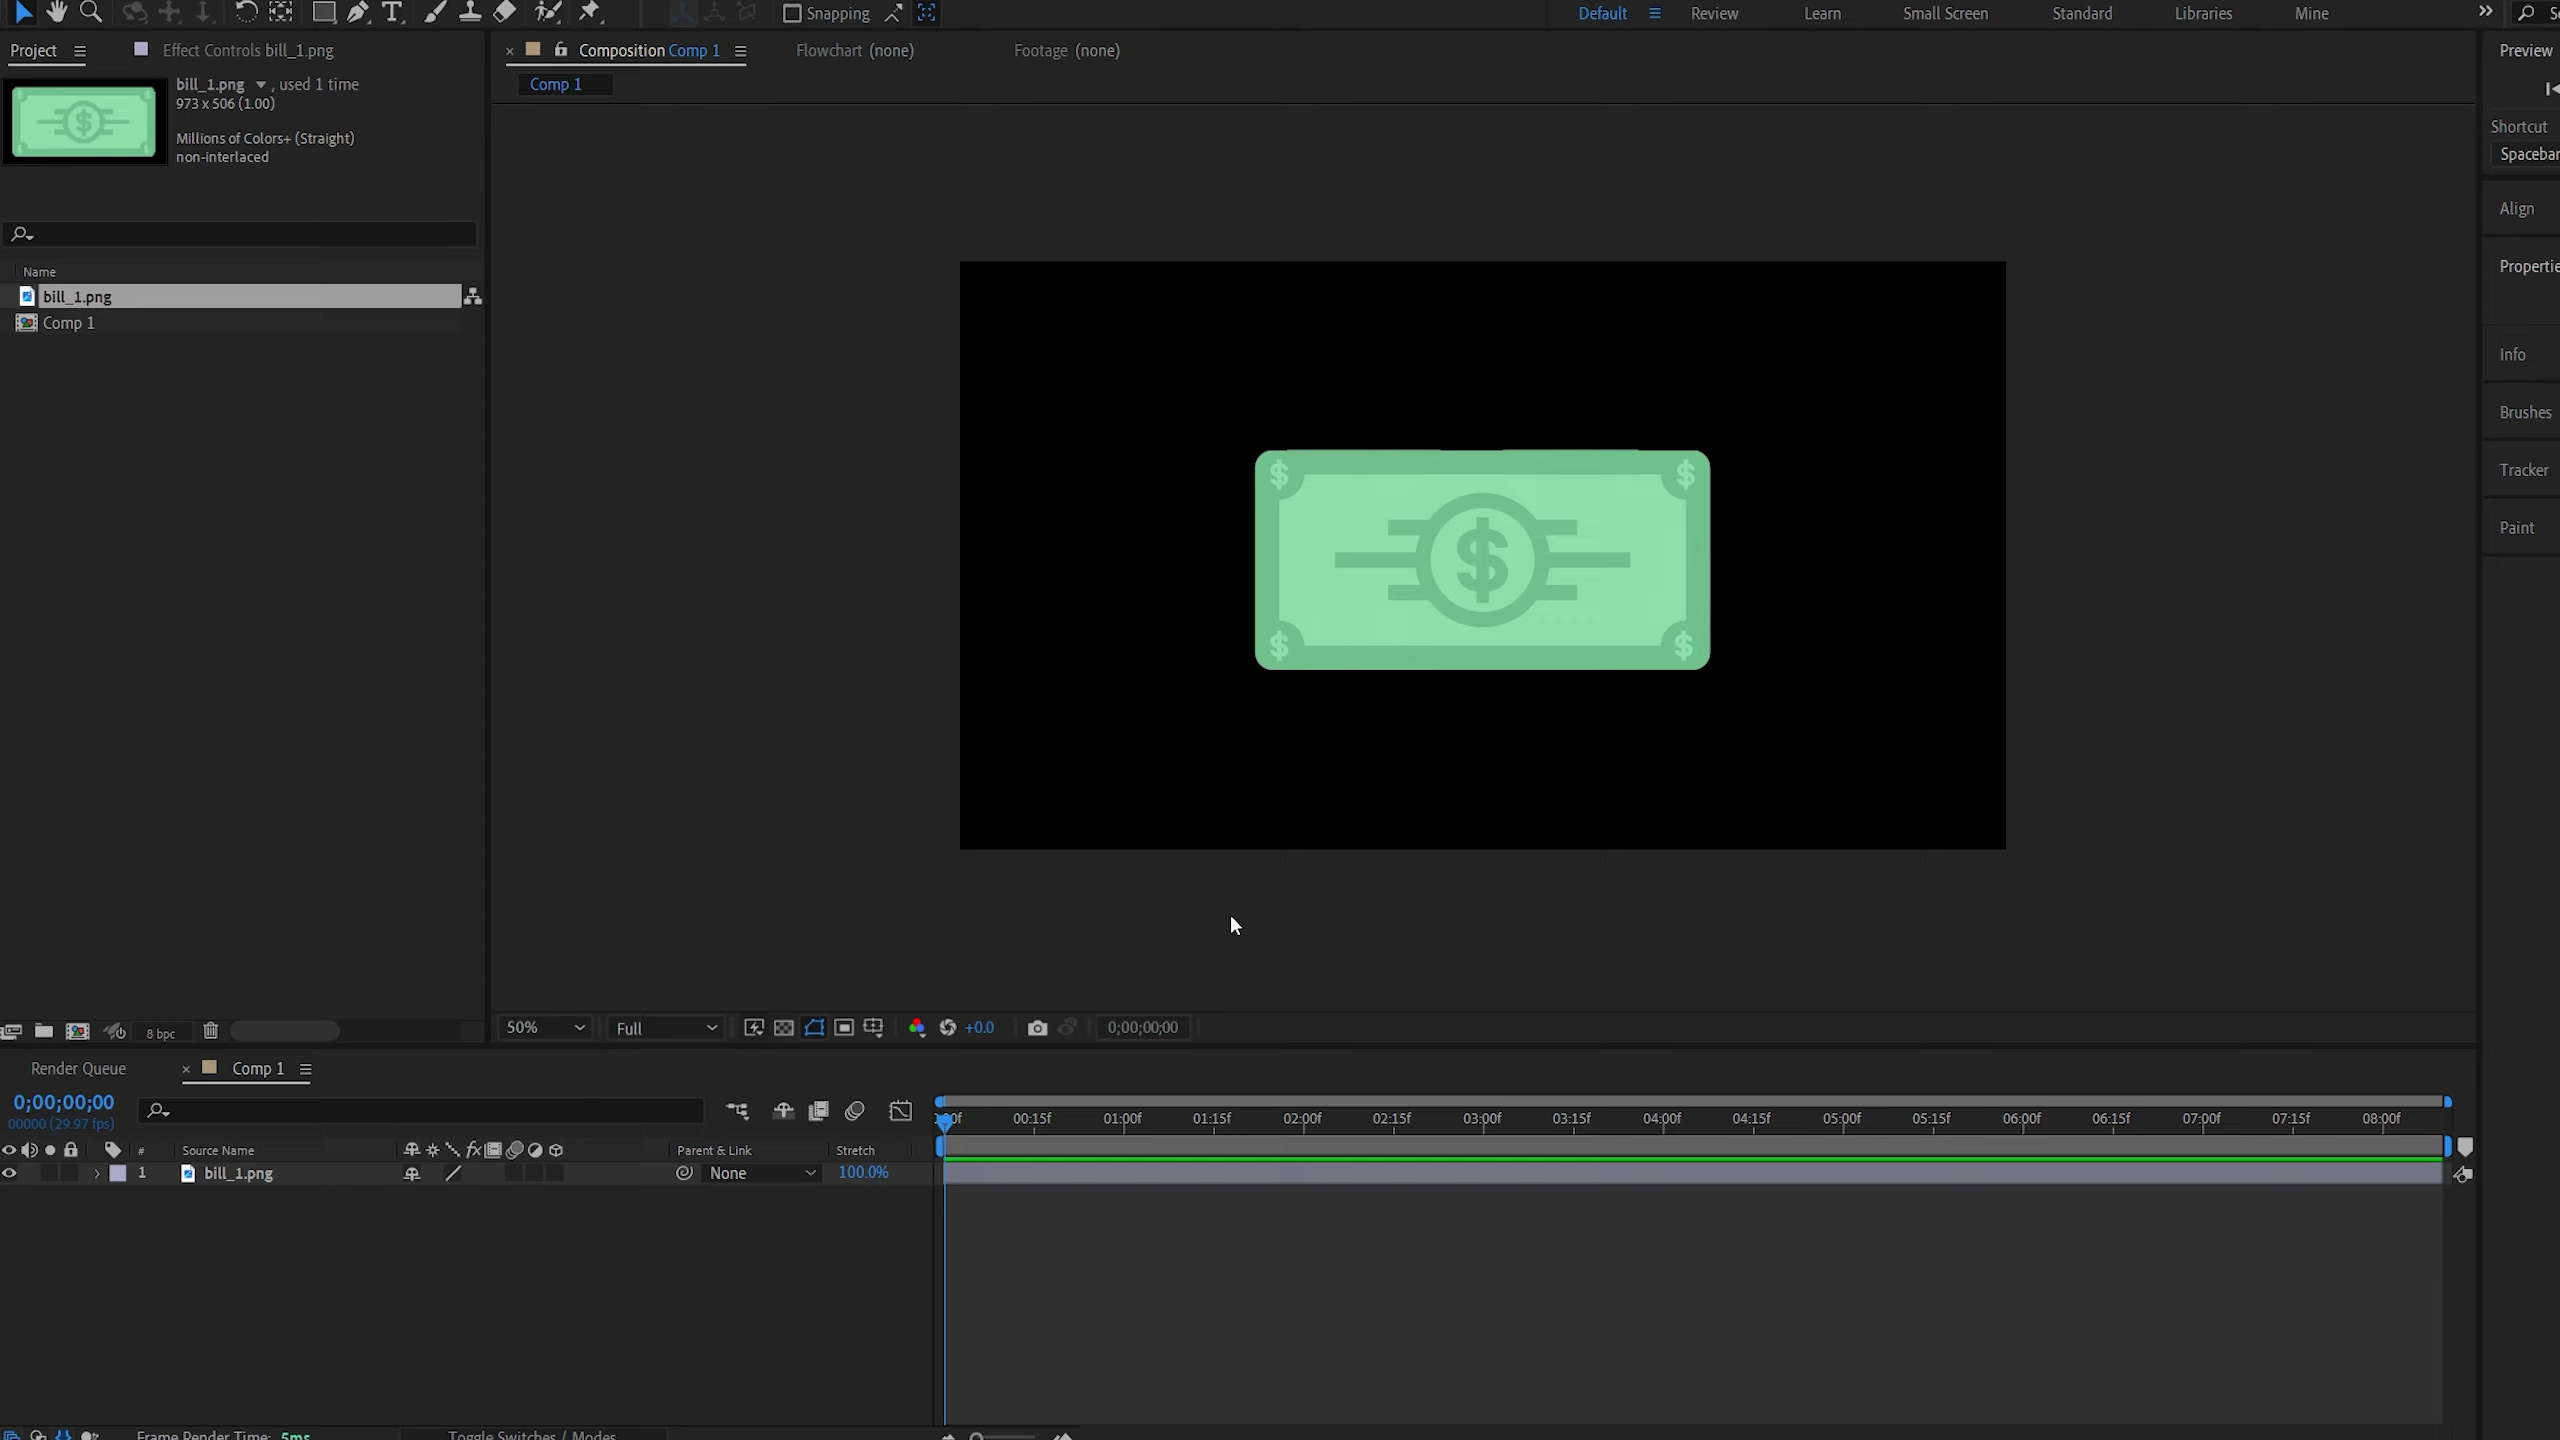 Snapping
Default
Review
Learn
Small Screen
Standard
Libraries
Mine
Project
Effect Controls bill_1.png
Composition Comp 1
Flowchart (none)
Footage (none)
Preview
bill_1.png , used 1 time
973 x 506 (1.00)
Millions of Colors+ (Straight)
non-interlaced
Comp 1
Shortcut
Spacebar
Align
Propertie
Name
bill_1.png
Comp 1
Info
Brushes
Tracker
Paint
$ $
$
$ $
8 bpc
50%
Full
+0.0
0;00;00;00
Render Queue
Comp 1
0;00;00;00
00000 (29.97 fps)
00f 00:15f 01:00f 01:15f 02:00f 02:15f 03:00f 03:15f 04:00f 04:15f 05:00f 05:15f 06:00f 06:15f 07:00f 07:15f 08:00f
# Source Name fx Parent & Link Stretch
1 bill_1.png None 100.0%
Frame Render Time: 5ms
Toggle Switches / Modes